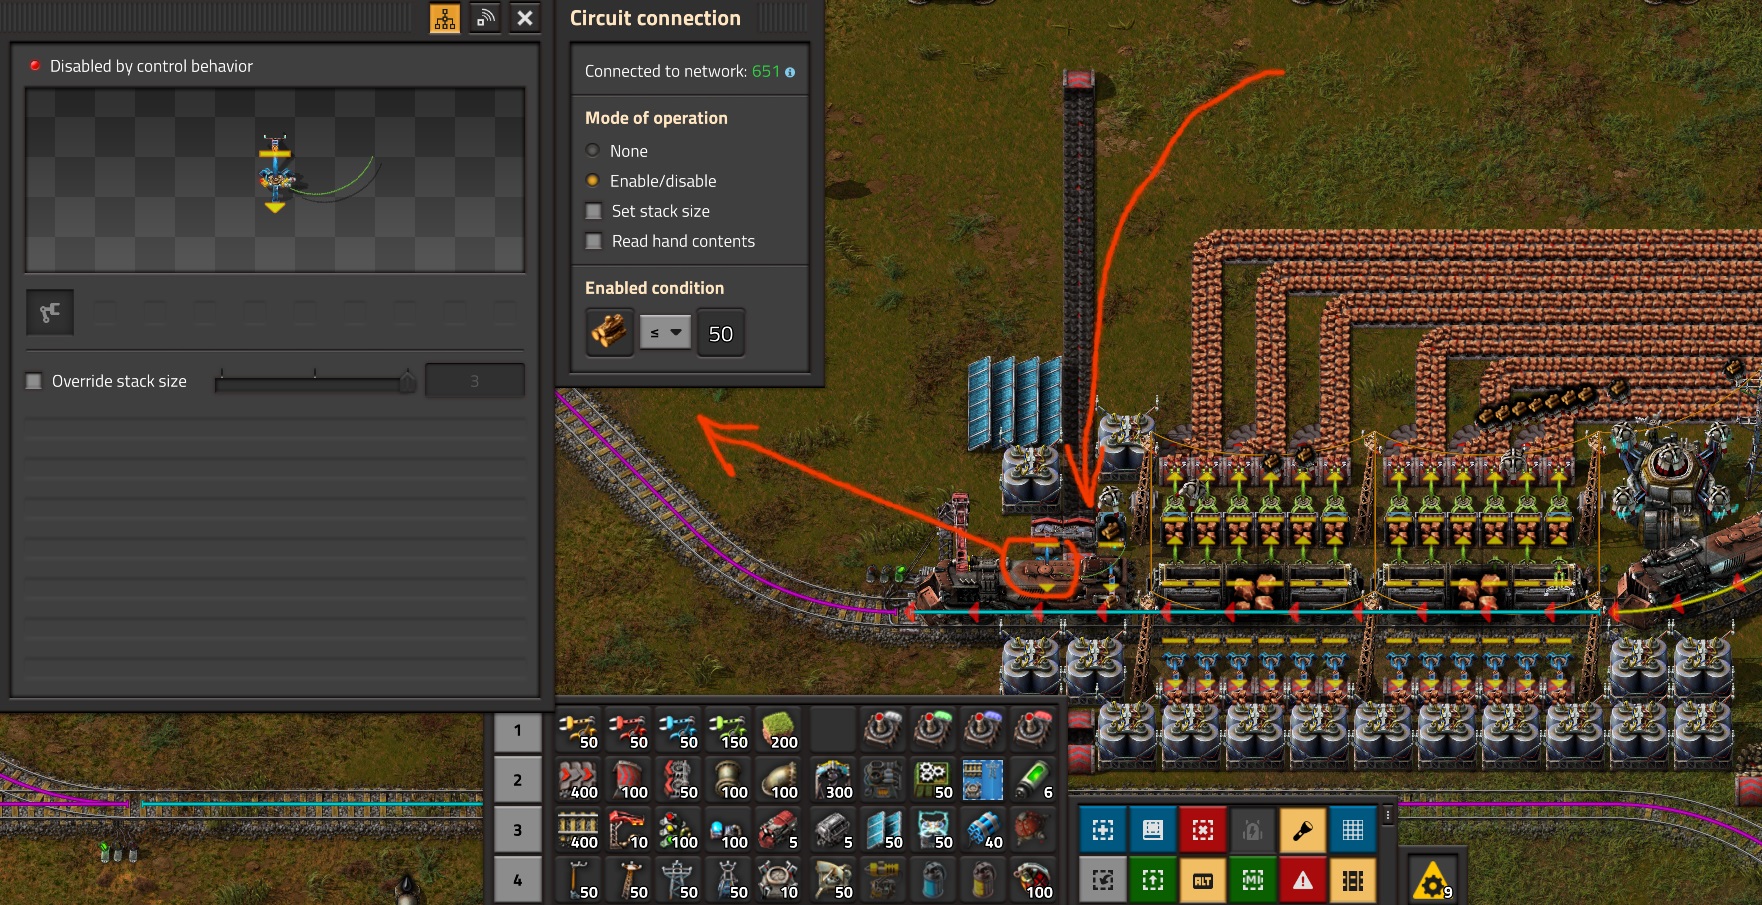 Circuit connection
Disabled by control behavior
Connected to network: 651
Mode of operation
None
Enable/disable
Set stack size
Read hand contents
Enabled condition
≤ 50
Override stack size 3
1 50 50 50 150 200
2 400 100 50 100 100 300 50 6
3 400 10 100 100 5 5 50 50 40
4 50 50 50 50 10 50 100
ALT
9